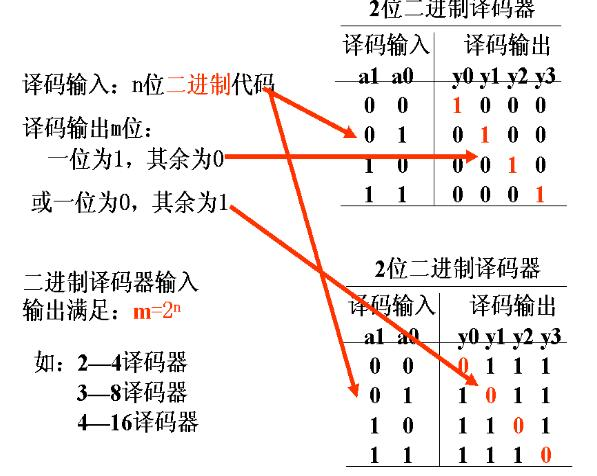 译码输入：n位二进制代码
译码输出m位：
一位为1，其余为0
或一位为0，其余为1
二进制译码器输入
输出满足：m=2ⁿ
如：2—4译码器
3—8译码器
4—16译码器
2位二进制译码器
译码输入 译码输出
a1 a0 y0 y1 y2 y3
0 0 1 0 0 0
0 1 0 1 0 0
1 0 0 0 1 0
1 1 0 0 0 1
2位二进制译码器
译码输入 译码输出
a1 a0 y0 y1 y2 y3
0 0 0 1 1 1
0 1 1 0 1 1
1 0 1 1 0 1
1 1 1 1 1 0